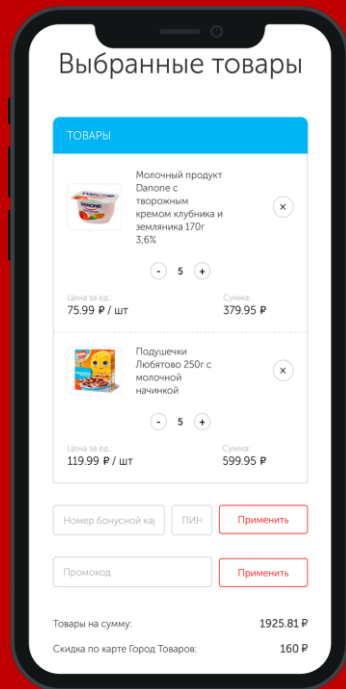 Выбранные товары
ТОВАРЫ
Молочный продукт
Danone с
творожным
кремом клубника и
земляника 170г
3,6%
DANONE
- 5 +
Цена за ед.:
75.99 ₽ / шт
Сумма:
379.95 ₽
Подушечки
Любятово 250г с
молочной
начинкой
- 5 +
Цена за ед.:
119.99 ₽ / шт
Сумма:
599.95 ₽
Номер бонусной ка
ПИН
Применить
Промокод
Применить
Товары на сумму: 1925.81 ₽
Скидка по карте Город Товаров: 160 ₽